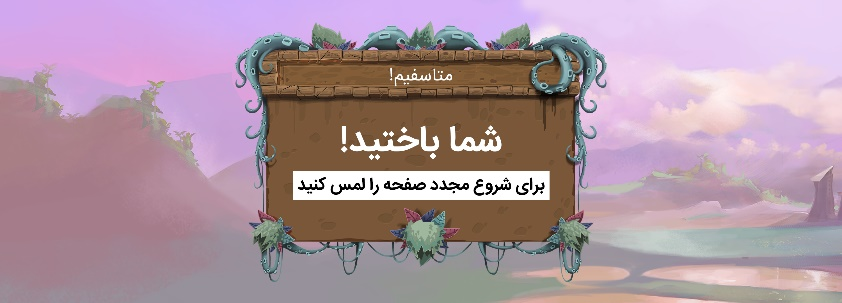 متاسفیم!
شما باختید!
برای شروع مجدد صفحه را لمس کنید